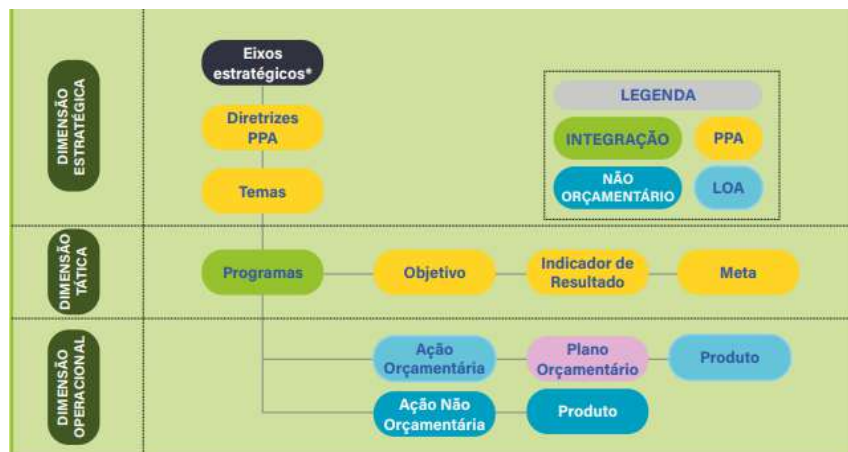 DIMENSÃO
ESTRATÉGICA
Eixos
estratégicos*
Diretrizes
PPA
Temas
LEGENDA
INTEGRAÇÃO
PPA
NÃO
ORÇAMENTÁRIO
LOA
DIMENSÃO
TÁTICA
Programas
Objetivo
Indicador de
Resultado
Meta
DIMENSÃO
OPERACIONAL
Ação
Orçamentária
Plano
Orçamentário
Produto
Ação Não
Orçamentária
Produto